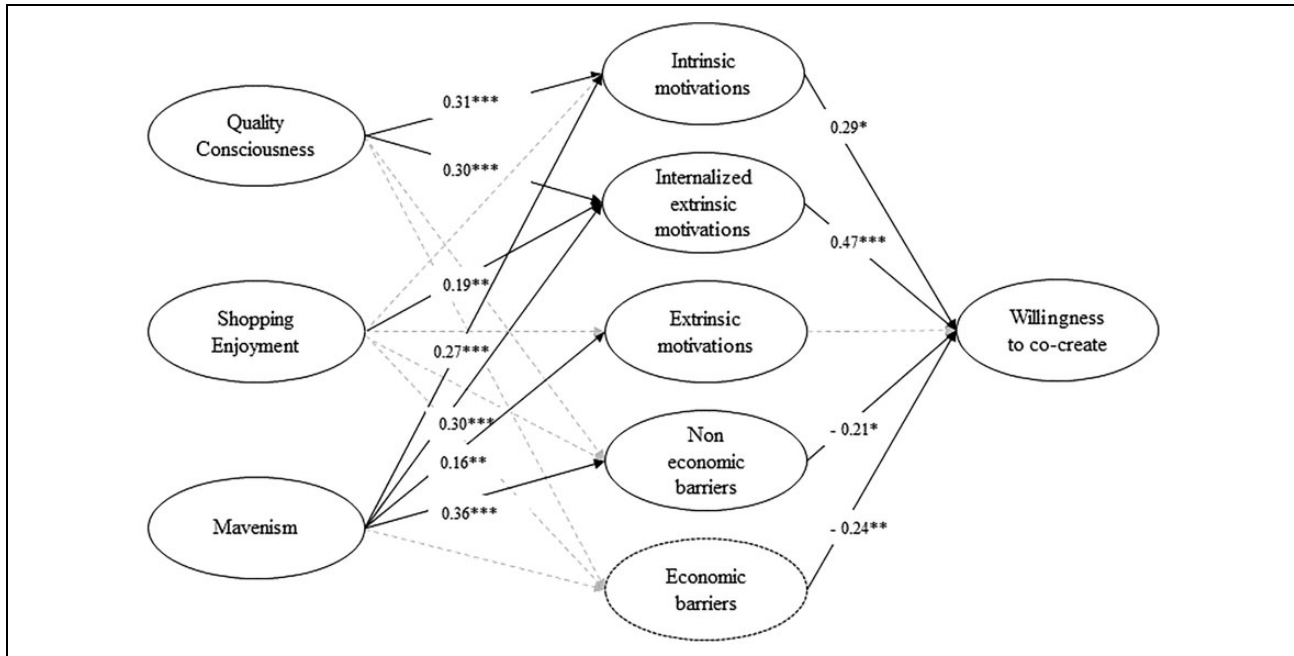 Quality
Consciousness
Shopping
Enjoyment
Mavenism
0.31***
0.30***
0.19**
0.27***
0.30***
0.16**
0.36***
Intrinsic
motivations
Internalized
extrinsic
motivations
Extrinsic
motivations
Non
economic
barriers
Economic
barriers
0.29*
0.47***
- 0.21*
- 0.24**
Willingness
to co-create